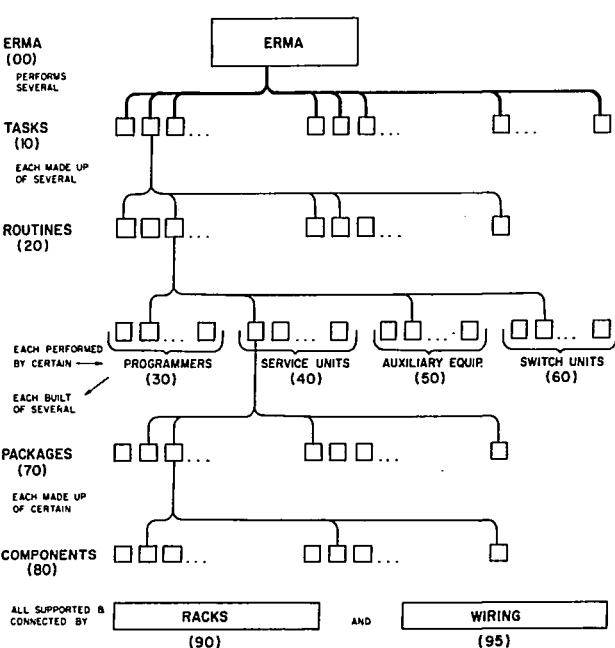 ERMA
(00)
ERMA
PERFORMS
SEVERAL
TASKS
(10)
...
...
...
EACH MADE UP
OF SEVERAL
ROUTINES
(20)
...
...
EACH PERFORMED
BY CERTAIN
... 
PROGRAMMERS
(30)
...
SERVICE UNITS
(40)
...
AUXILIARY EQUIP.
(50)
...
SWITCH UNITS
(60)
EACH BUILT
OF SEVERAL
PACKAGES
(70)
...
...
EACH MADE UP
OF CERTAIN
COMPONENTS
(80)
...
...
ALL SUPPORTED &
CONNECTED BY
RACKS
(90)
AND
WIRING
(95)